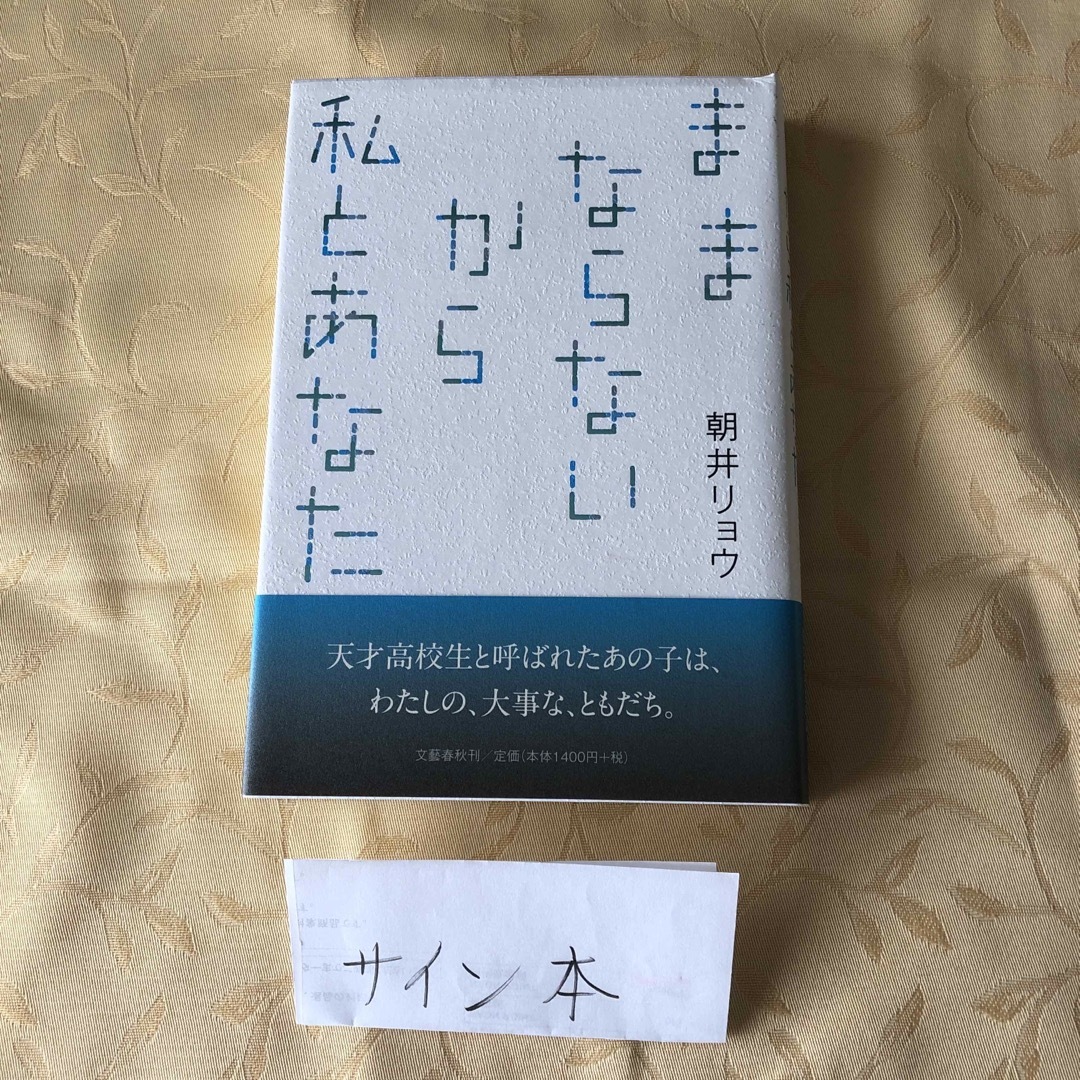 まま
ならない
から
私とあなた
朝井リョウ
天才高校生と呼ばれたあの子は、
わたしの、大事な、ともだち。
文藝春秋刊／定価(本体1400円+税)
サイン本